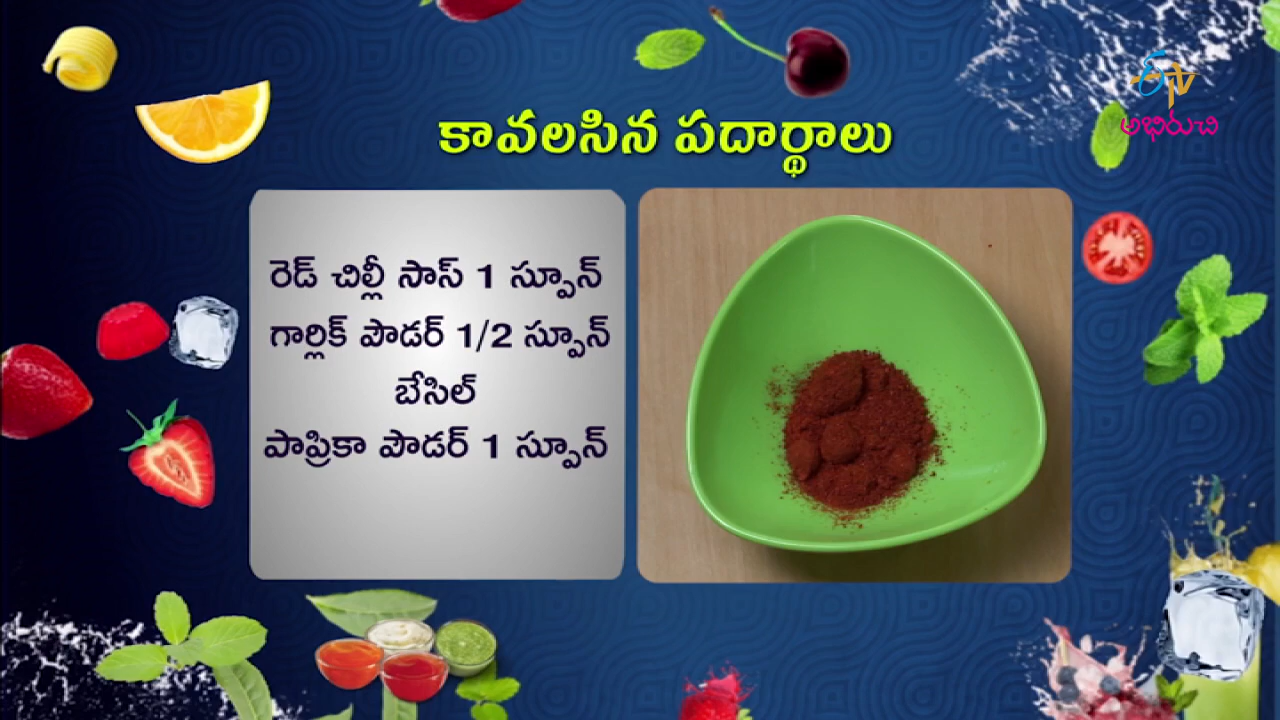 ETV
అభిరుచి
కావలసిన పదార్థాలు
రెడ్ చిల్లీ సాస్ 1 స్పూన్
గార్లిక్ పౌడర్ 1/2 స్పూన్
బేసిల్
పాప్రికా పౌడర్ 1 స్పూన్